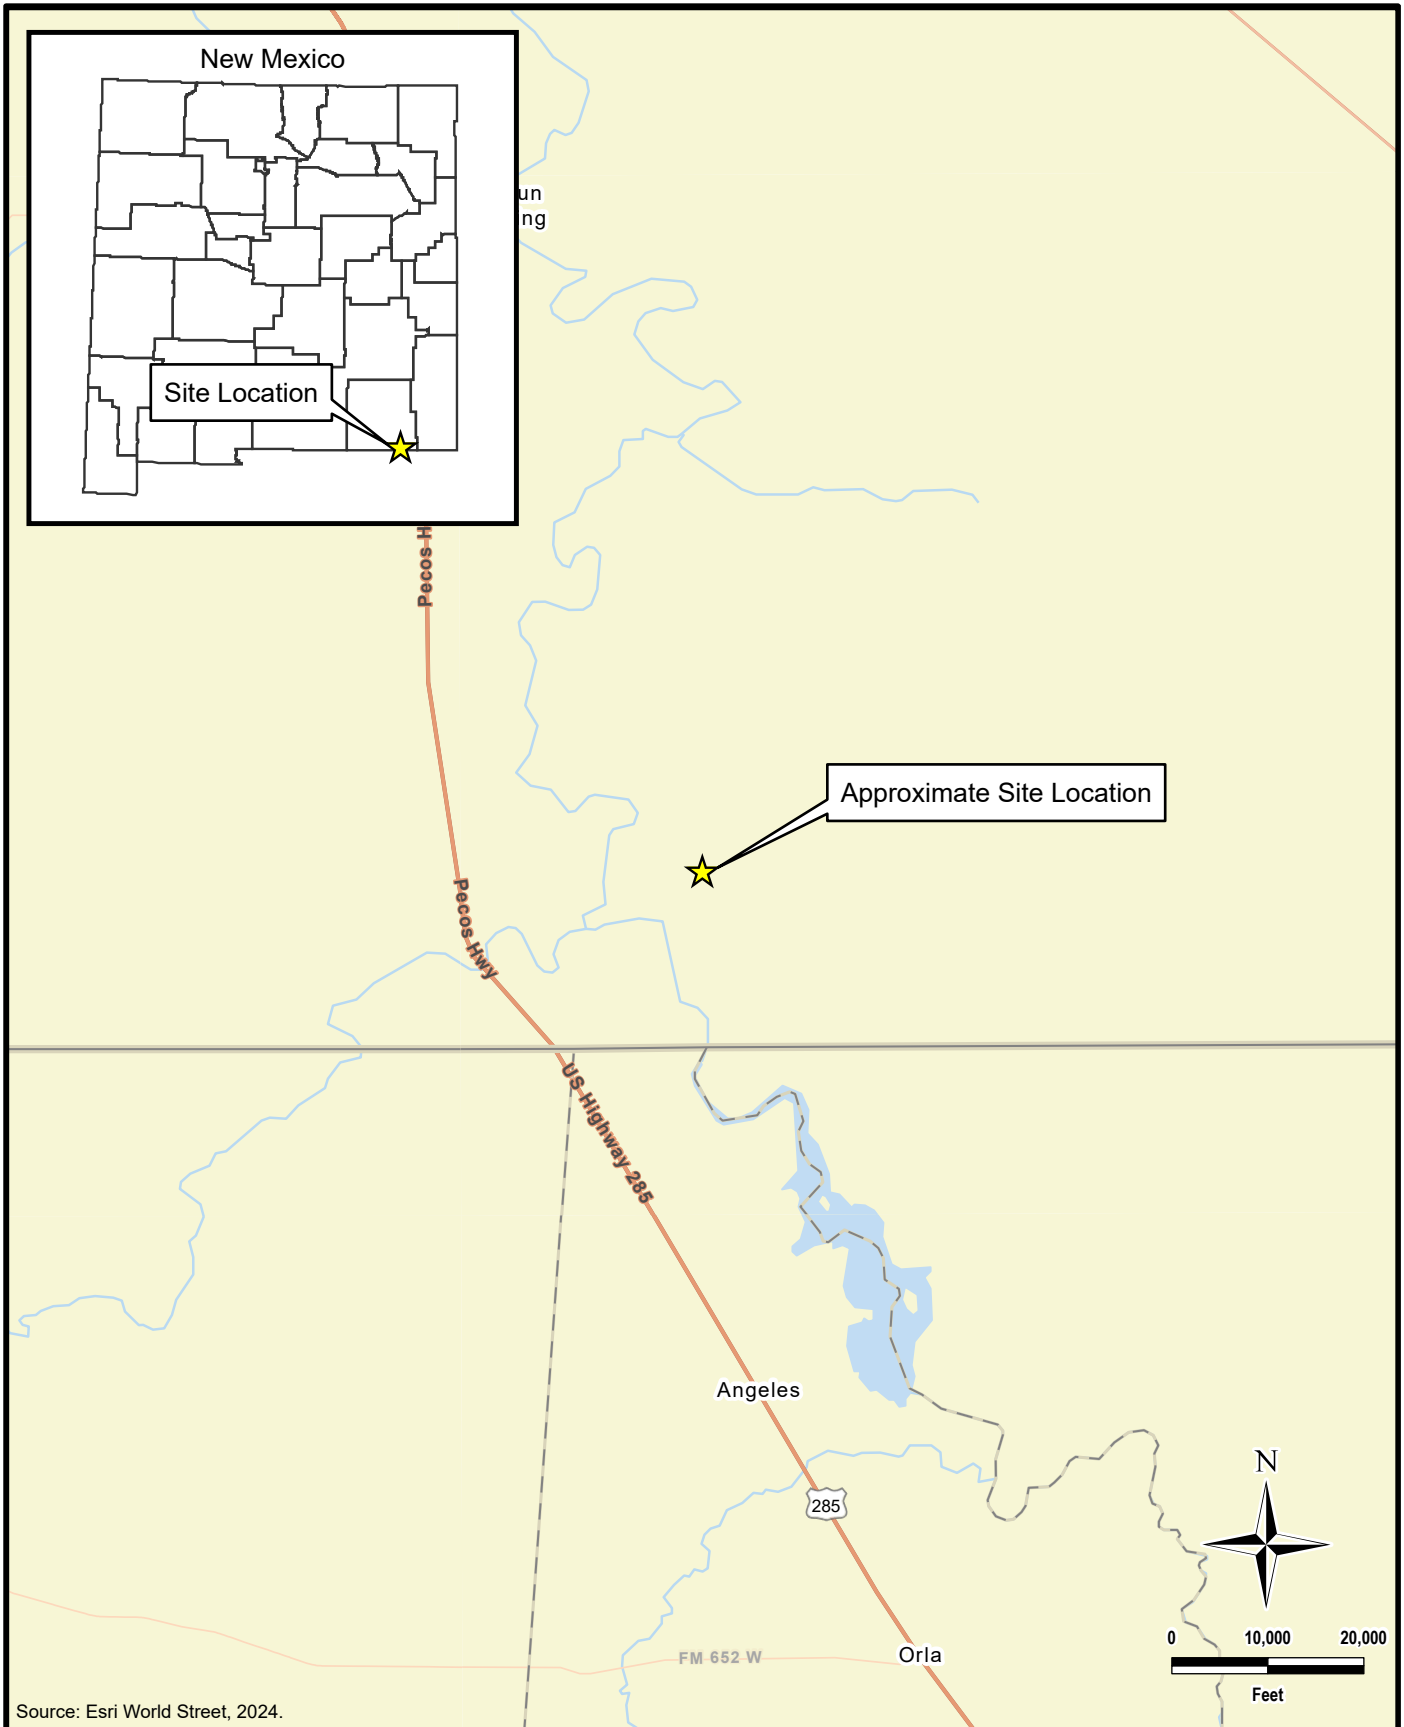 New Mexico
un
ng
Site Location
Pecos H
Approximate Site Location
Pecos Hwy
US Highway 285
Angeles
285
N
0 10,000 20,000
Feet
FM 652 W
Orla
Source: Esri World Street, 2024.